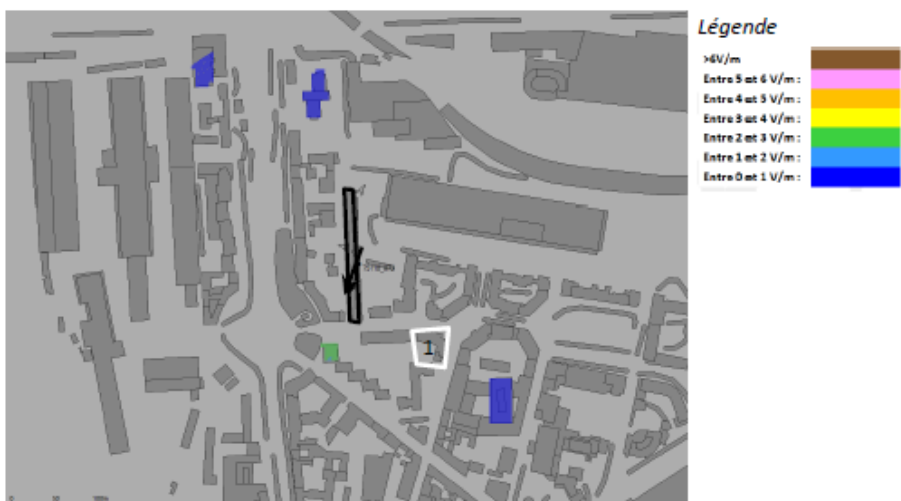 Légende
>6V/m
Entre 5 et 6 V/m :
Entre 4 et 5 V/m :
Entre 3 et 4 V/m :
Entre 2 et 3 V/m :
Entre 1 et 2 V/m :
Entre 0 et 1 V/m :
1